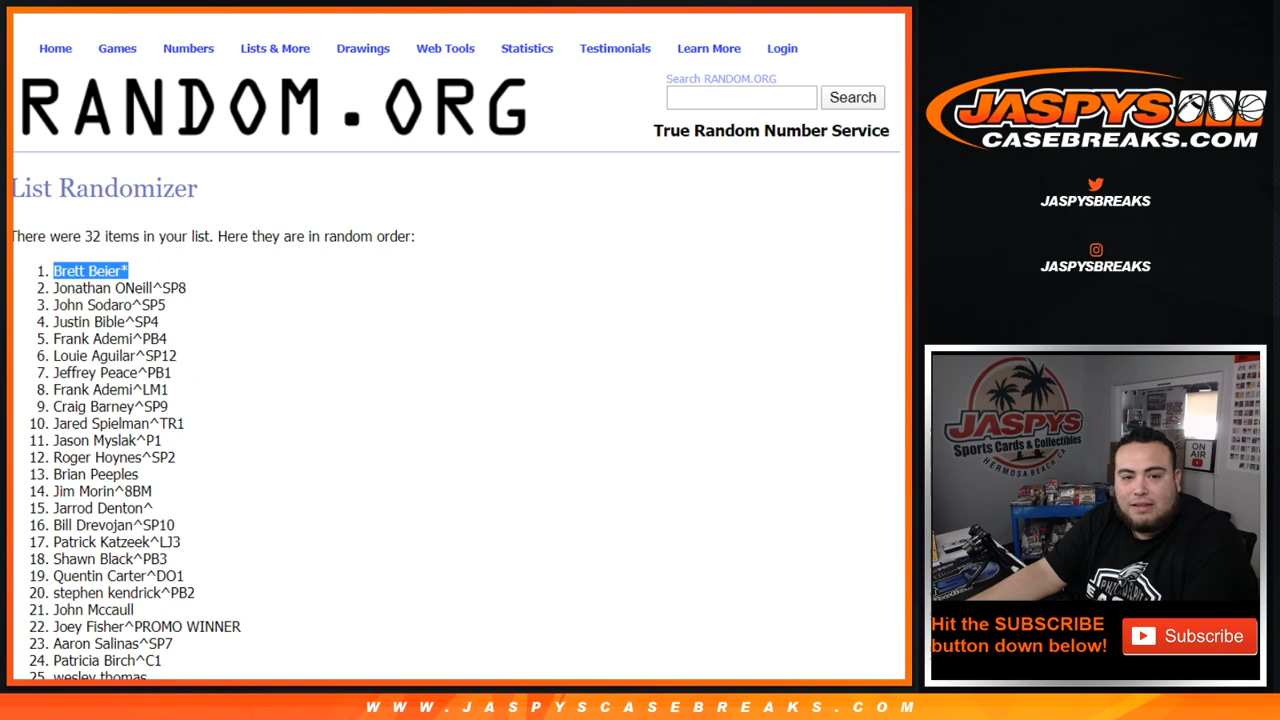 Home Games Numbers Lists & More Drawings Web Tools Statistics Testimonials Learn More Login
RANDOM.ORG
Search RANDOM.ORG
Search
True Random Number Service
List Randomizer
There were 32 items in your list. Here they are in random order:
1. Brett Beier*
2. Jonathan ONeill^SP8
3. John Sodaro^SP5
4. Justin Bible^SP4
5. Frank Ademi^PB4
6. Louie Aguilar^SP12
7. Jeffrey Peace^PB1
8. Frank Ademi^LM1
9. Craig Barney^SP9
10. Jared Spielman^TR1
11. Jason Myslak^P1
12. Roger Hoynes^SP2
13. Brian Peeples
14. Jim Morin^8BM
15. Jarrod Denton^
16. Bill Drevojan^SP10
17. Patrick Katzeek^LJ3
18. Shawn Black^PB3
19. Quentin Carter^DO1
20. stephen kendrick^PB2
21. John Mccaull
22. Joey Fisher^PROMO WINNER
23. Aaron Salinas^SP7
24. Patricia Birch^C1
25. wesley thomas
JASPYS
CASEBREAKS.COM
JASPYSBREAKS
JASPYSBREAKS
JASPYS
Sports Cards & Collectibles
HERMOSA BEACH, CA
ON
AIR
PHILADELPHIA
Hit the SUBSCRIBE
button down below!
Subscribe
WWW.JASPYSCASEBREAKS.COM